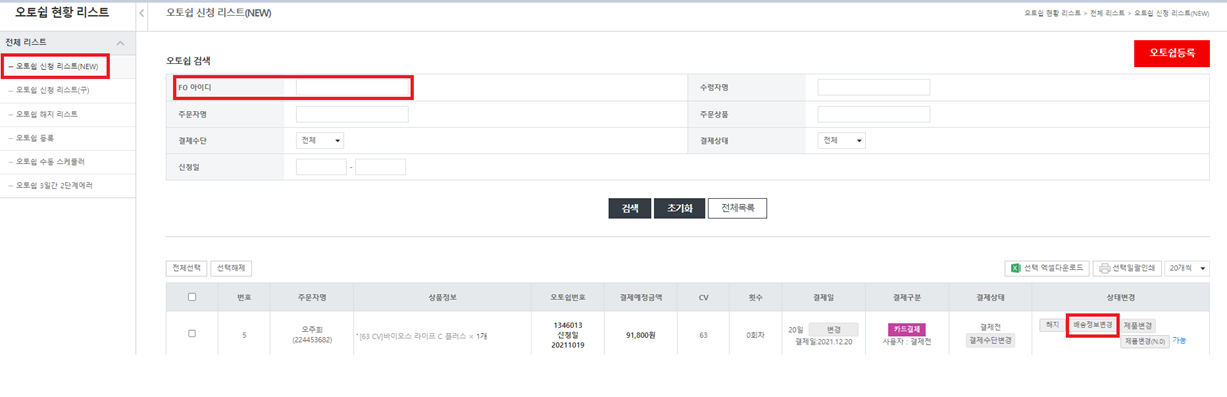 오토쉽 현황 리스트
오토쉽 신청 리스트(NEW)
오토쉽 현황 리스트 > 전체 리스트 > 오토쉽 신청 리스트(NEW)
전체 리스트
오토쉽 신청 리스트(NEW)
오토쉽 신청 리스트(구)
오토쉽 해지 리스트
오토쉽 등록
오토쉽 수동 스케쥴러
오토쉽 3일간 2단계에러
오토쉽등록
오토쉽 검색
FO 아이디
수령자명
주문자명
주문상품
결제수단 전체
결제상태 전체
신청일 -
검색 초기화 전체목록
전체선택 선택해제
선택 엑셀다운로드 선택일괄인쇄 20개씩
번호 주문자명 상품정보 오토쉽번호 결제예정금액 CV 횟수 결제일 결제구분 결제상태 상태변경
5
오주희
(224453682)
*[63 CV]바이오스 라이프 C 플러스 × 1개
1346013
신청일
20211019
91,800원
63
0회차
20일 변경
결제일:2021.12.20
카드결제
사용자 : 결제전
결제전
결제수단변경
해지 배송정보변경 제품변경
제품변경(N.O) 가능